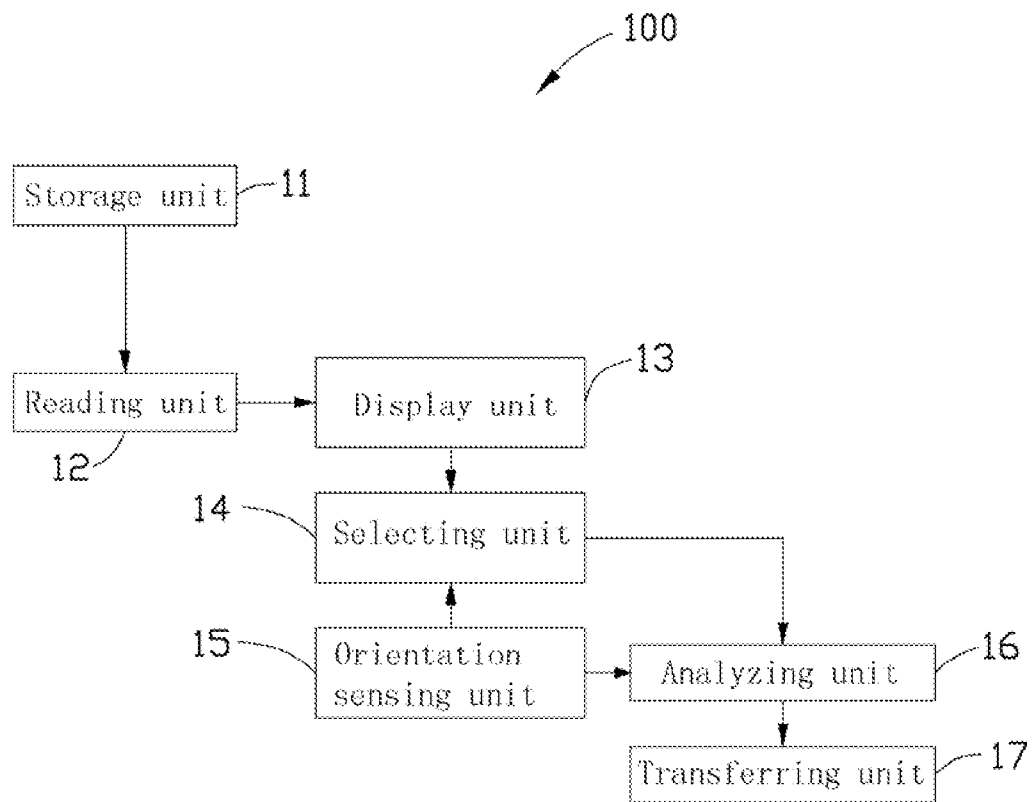 100
Storage unit
11
Reading unit
12
Display unit
13
14
Selecting unit
15
Orientation
sensing unit
Analyzing unit
16
Transferring unit
17